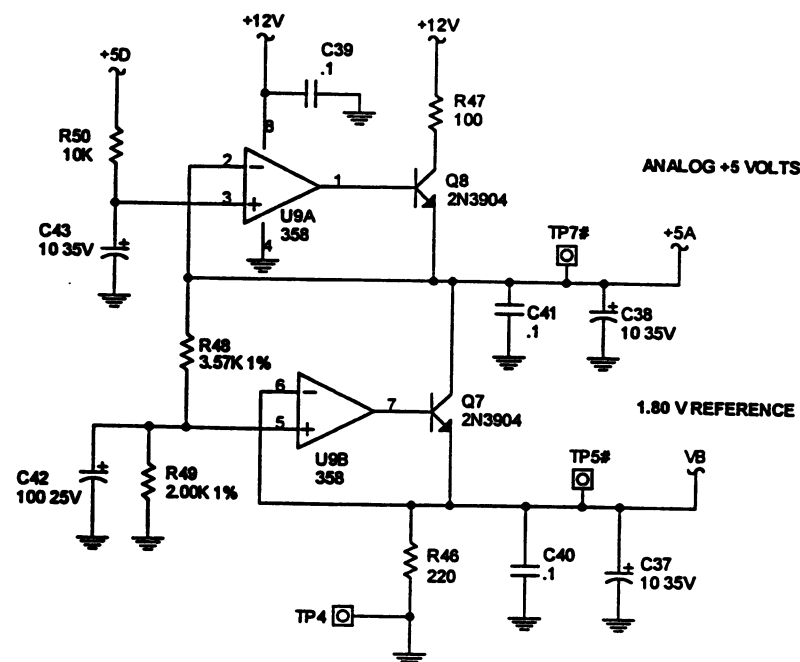 +12V
+12V
+5D
C39
.1
R47
100
R50
10K
8
ANALOG +5 VOLTS
2
3
1
Q8
2N3904
U9A
358
4
C43
10 35V
TP7#
+5A
C41
.1
C38
10 35V
R48
3.57K 1%
6
5
7
Q7
2N3904
1.80 V REFERENCE
U9B
358
TP5#
VB
C42
100 25V
R49
2.00K 1%
R46
220
C40
.1
C37
10 35V
TP4